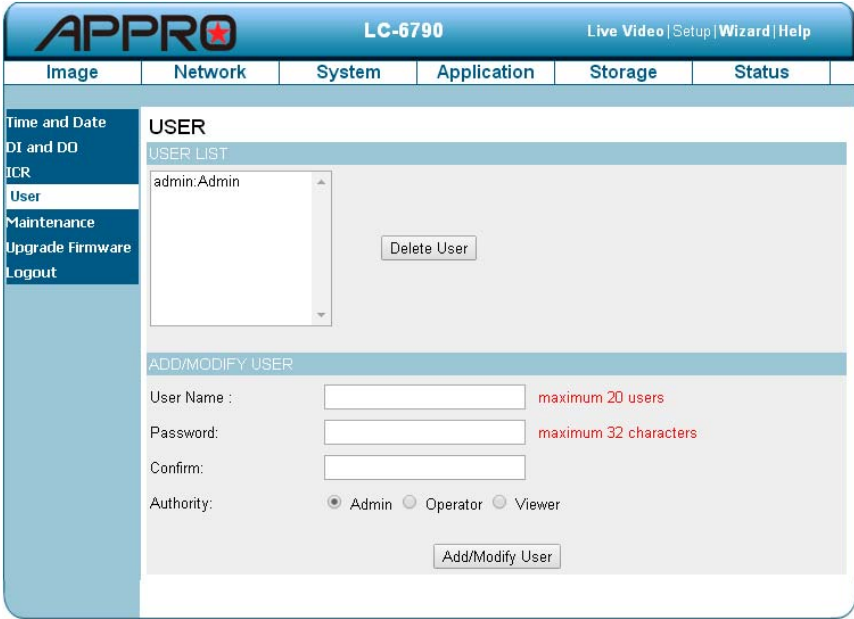 APPRO LC-6790 Live Video | Setup | Wizard | Help
Image Network System Application Storage Status
Time and Date
DI and DO
ICR
User
Maintenance
Upgrade Firmware
Logout
USER
USER LIST
admin:Admin
Delete User
ADD/MODIFY USER
User Name : maximum 20 users
Password: maximum 32 characters
Confirm:
Authority: Admin Operator Viewer
Add/Modify User